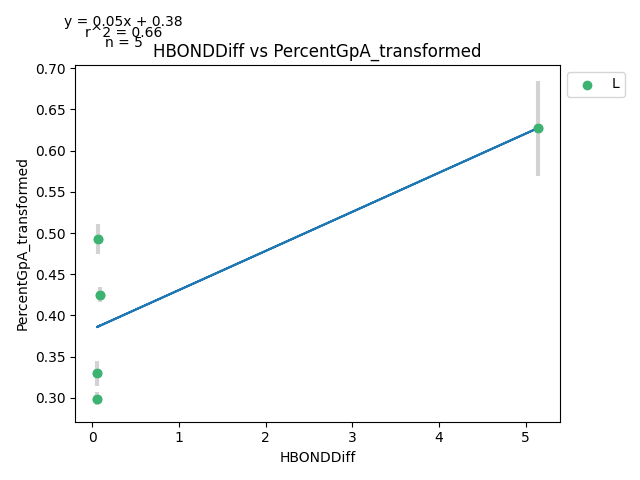 y = 0.05x + 0.38
r^2 = 0.66
n = 5
HBONDDiff vs PercentGpA_transformed
L
PercentGpA_transformed
0.70
0.65
0.60
0.55
0.50
0.45
0.40
0.35
0.30
0 1 2 3 4 5
HBONDDiff